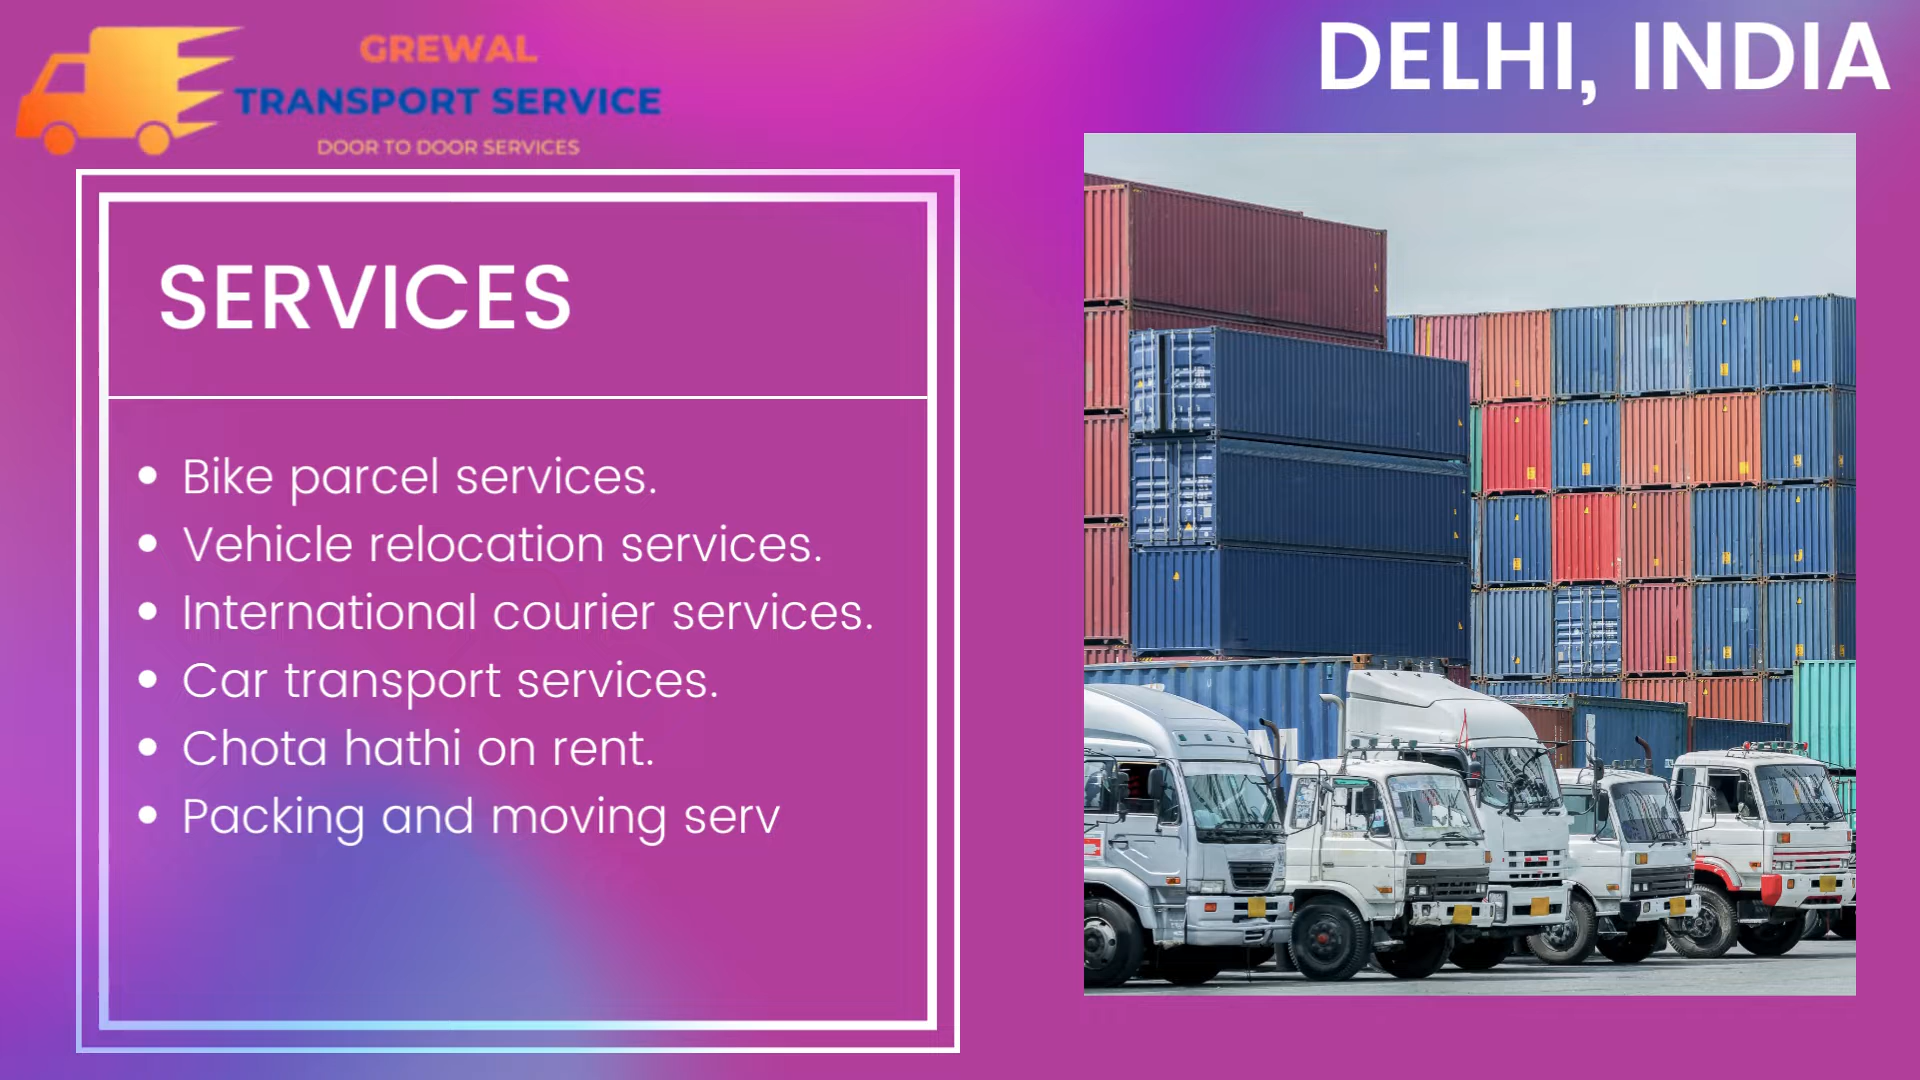 GREWAL
TRANSPORT SERVICE
DOOR TO DOOR SERVICES
DELHI, INDIA
SERVICES
Bike parcel services.
Vehicle relocation services.
International courier services.
Car transport services.
Chota hathi on rent.
Packing and moving serv